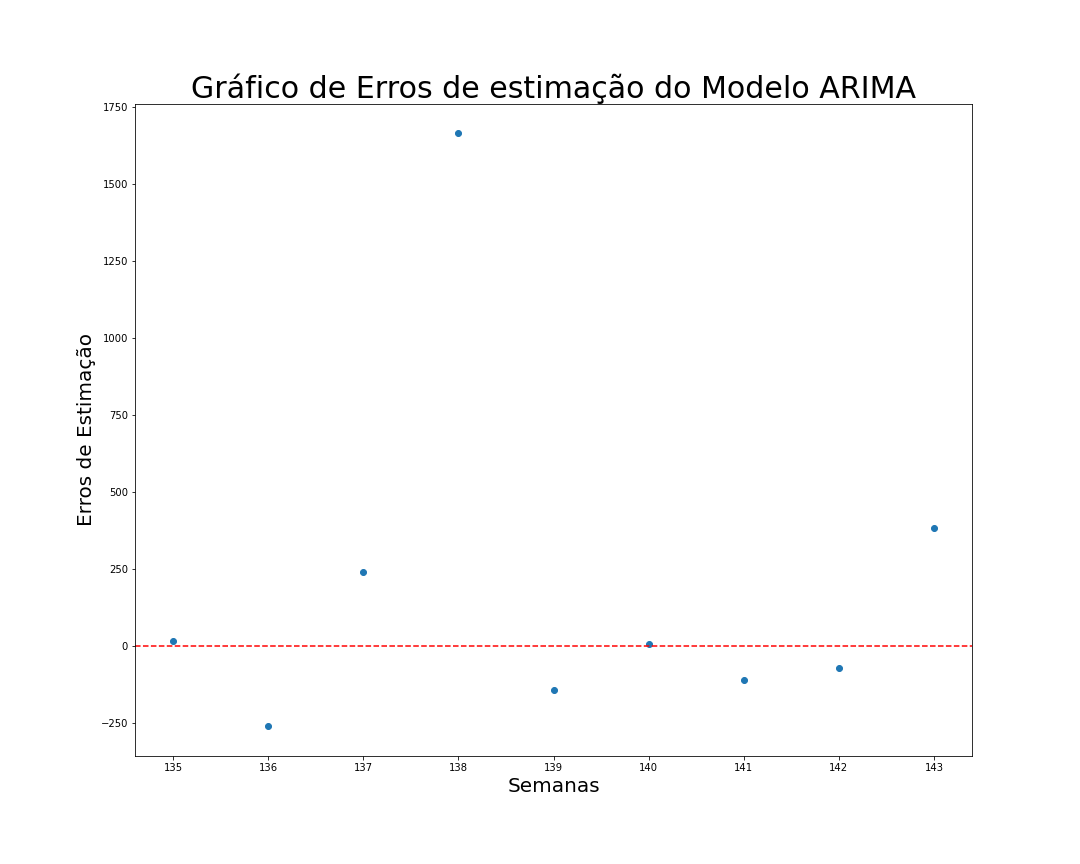 Gráfico de Erros de estimação do Modelo ARIMA
Erros de Estimação
1750
1500
1250
1000
750
500
250
0
−250
135 136 137 138 139 140 141 142 143
Semanas